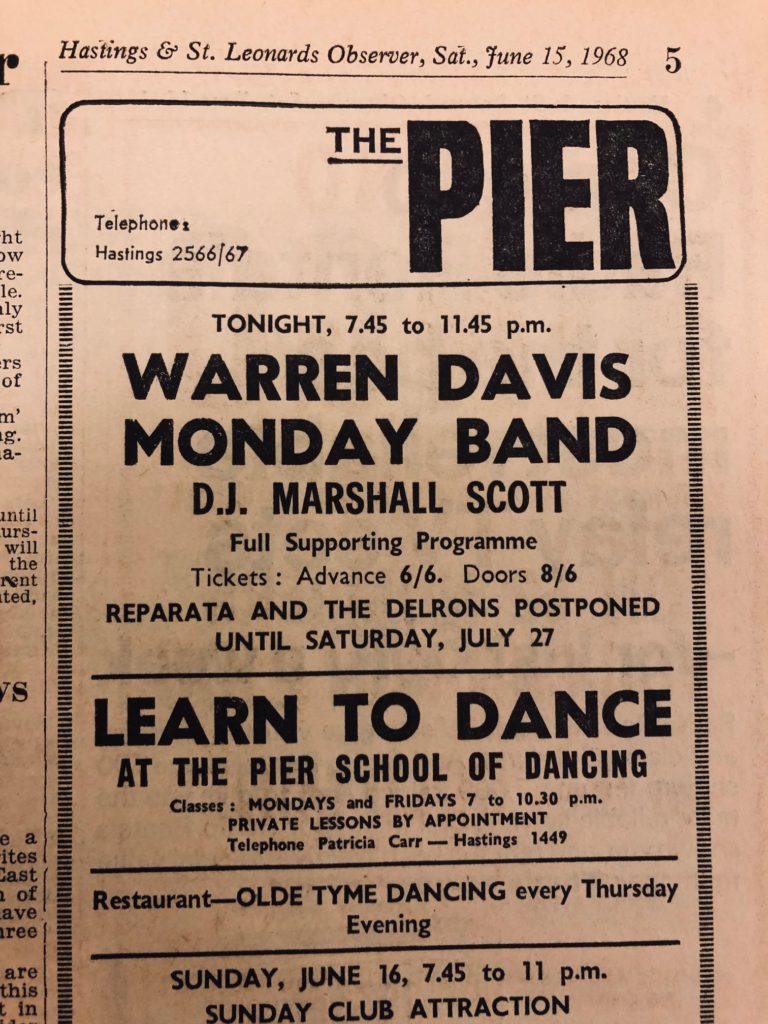 Hastings & St. Leonards Observer, Sat., June 15, 1968 5
THE PIER
Telephone:
Hastings 2566/67
TONIGHT, 7.45 to 11.45 p.m.
WARREN DAVIS
MONDAY BAND
D.J. MARSHALL SCOTT
Full Supporting Programme
Tickets : Advance 6/6. Doors 8/6
REPARATA AND THE DELRONS POSTPONED
UNTIL SATURDAY, JULY 27
LEARN TO DANCE
AT THE PIER SCHOOL OF DANCING
Classes : MONDAYS and FRIDAYS 7 to 10.30 p.m.
PRIVATE LESSONS BY APPOINTMENT
Telephone Patricia Carr — Hastings 1449
Restaurant—OLDE TYME DANCING every Thursday
Evening
SUNDAY, JUNE 16, 7.45 to 11 p.m.
SUNDAY CLUB ATTRACTION